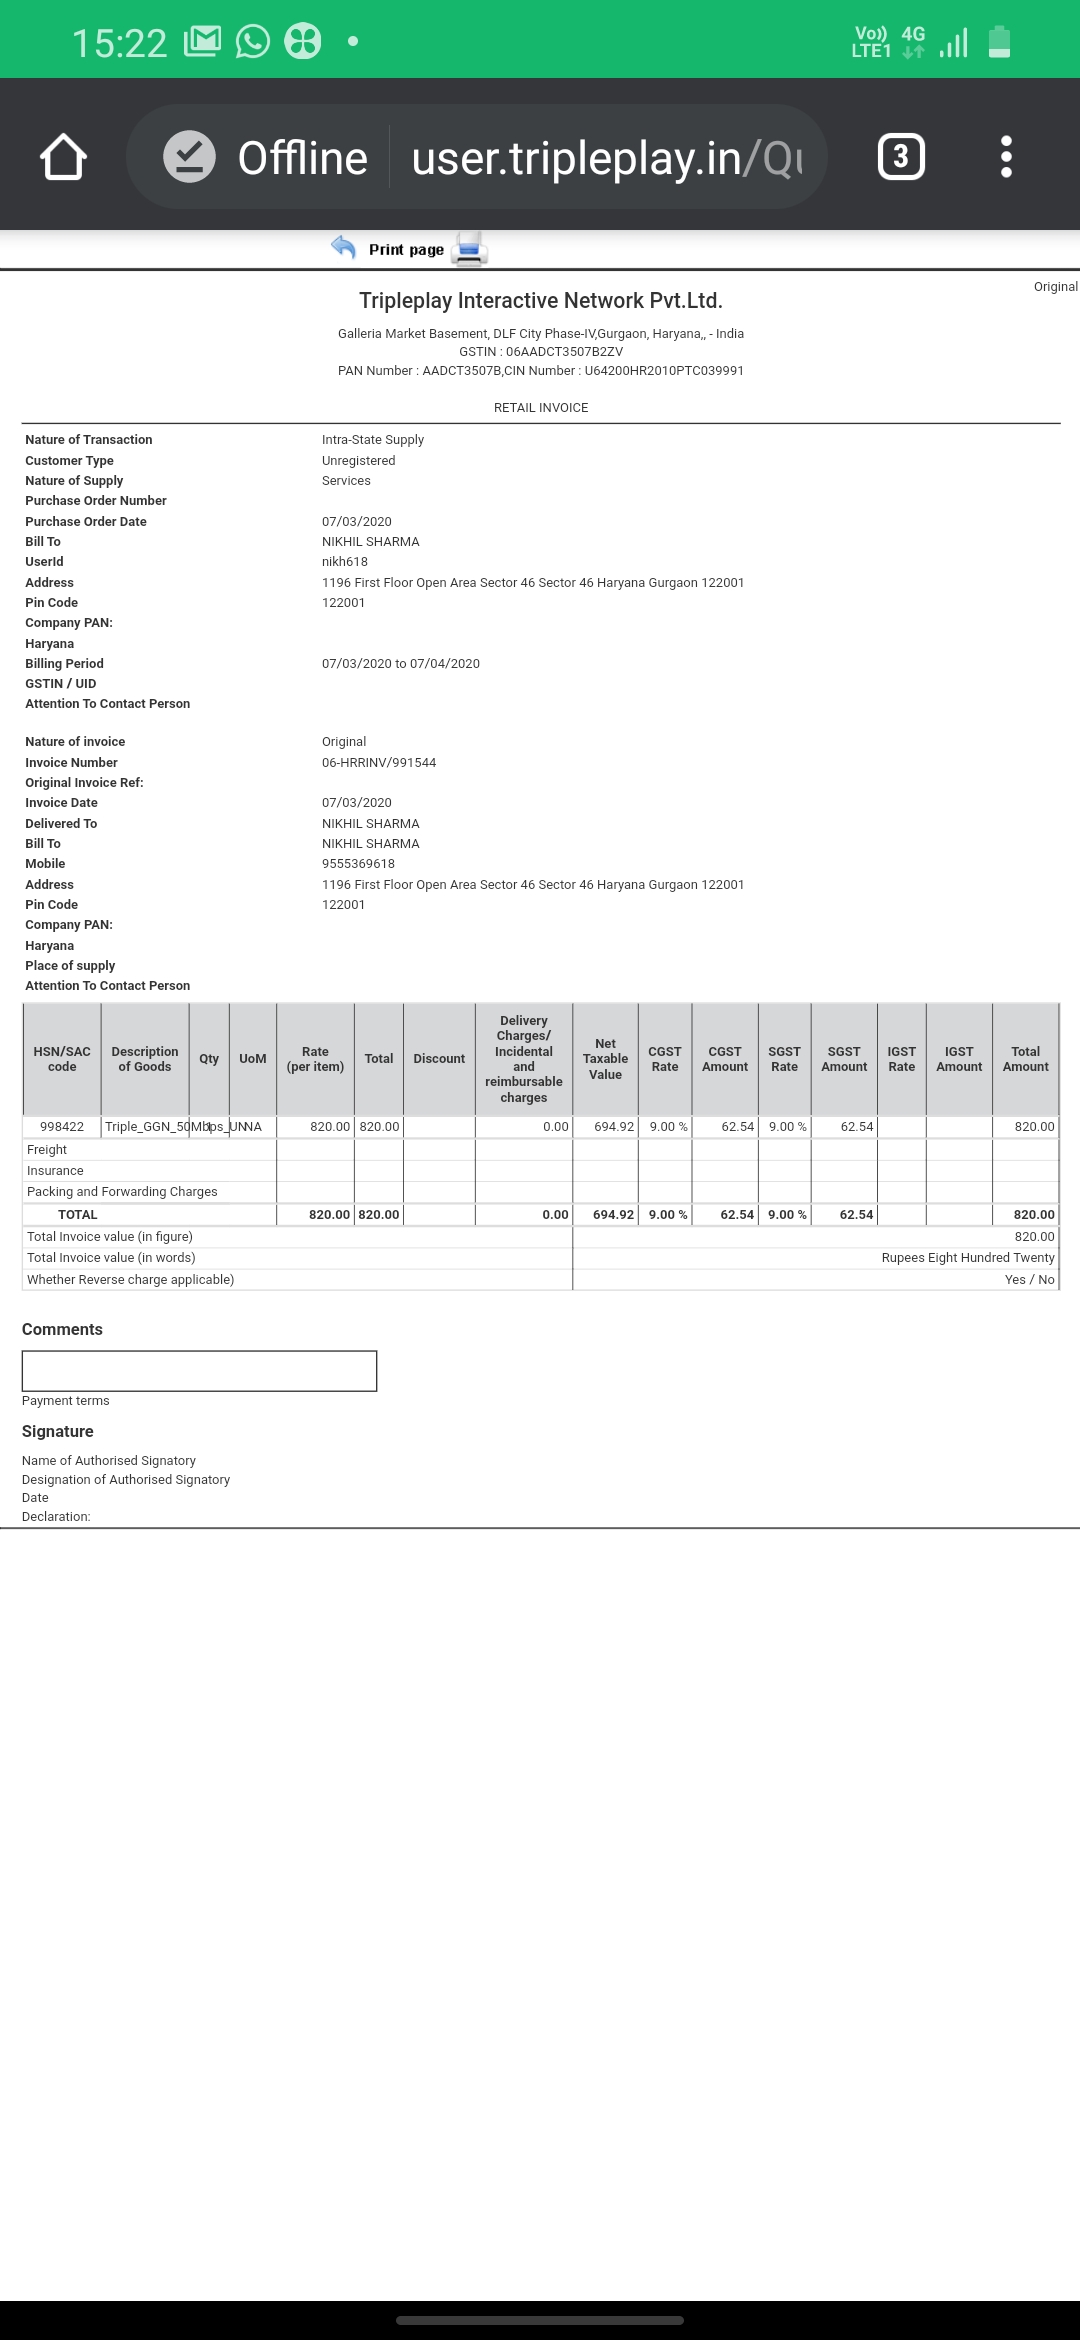 15:22
Vo)) LTE1 4G
Offline user.tripleplay.in/Qu
3
Print page
Original
Tripleplay Interactive Network Pvt.Ltd.
Galleria Market Basement, DLF City Phase-IV,Gurgaon, Haryana,, - India
GSTIN : 06AADCT3507B2ZV
PAN Number : AADCT3507B,CIN Number : U64200HR2010PTC039991
RETAIL INVOICE
Nature of Transaction Intra-State Supply
Customer Type Unregistered
Nature of Supply Services
Purchase Order Number
Purchase Order Date 07/03/2020
Bill To NIKHIL SHARMA
UserId nikh618
Address 1196 First Floor Open Area Sector 46 Sector 46 Haryana Gurgaon 122001
Pin Code 122001
Company PAN:
Haryana
Billing Period 07/03/2020 to 07/04/2020
GSTIN / UID
Attention To Contact Person
Nature of invoice Original
Invoice Number 06-HRRINV/991544
Original Invoice Ref:
Invoice Date 07/03/2020
Delivered To NIKHIL SHARMA
Bill To NIKHIL SHARMA
Mobile 9555369618
Address 1196 First Floor Open Area Sector 46 Sector 46 Haryana Gurgaon 122001
Pin Code 122001
Company PAN:
Haryana
Place of supply
Attention To Contact Person
HSN/SAC code Description of Goods Qty UoM Rate (per item) Total Discount Delivery Charges/ Incidental and reimbursable charges Net Taxable Value CGST Rate CGST Amount SGST Rate SGST Amount IGST Rate IGST Amount Total Amount
998422 Triple_GGN_50Mbps_UN 1 NA 820.00 820.00 0.00 694.92 9.00 % 62.54 9.00 % 62.54 820.00
Freight
Insurance
Packing and Forwarding Charges
TOTAL 820.00 820.00 0.00 694.92 9.00 % 62.54 9.00 % 62.54 820.00
Total Invoice value (in figure) 820.00
Total Invoice value (in words) Rupees Eight Hundred Twenty
Whether Reverse charge applicable) Yes / No
Comments
Payment terms
Signature
Name of Authorised Signatory
Designation of Authorised Signatory
Date
Declaration: